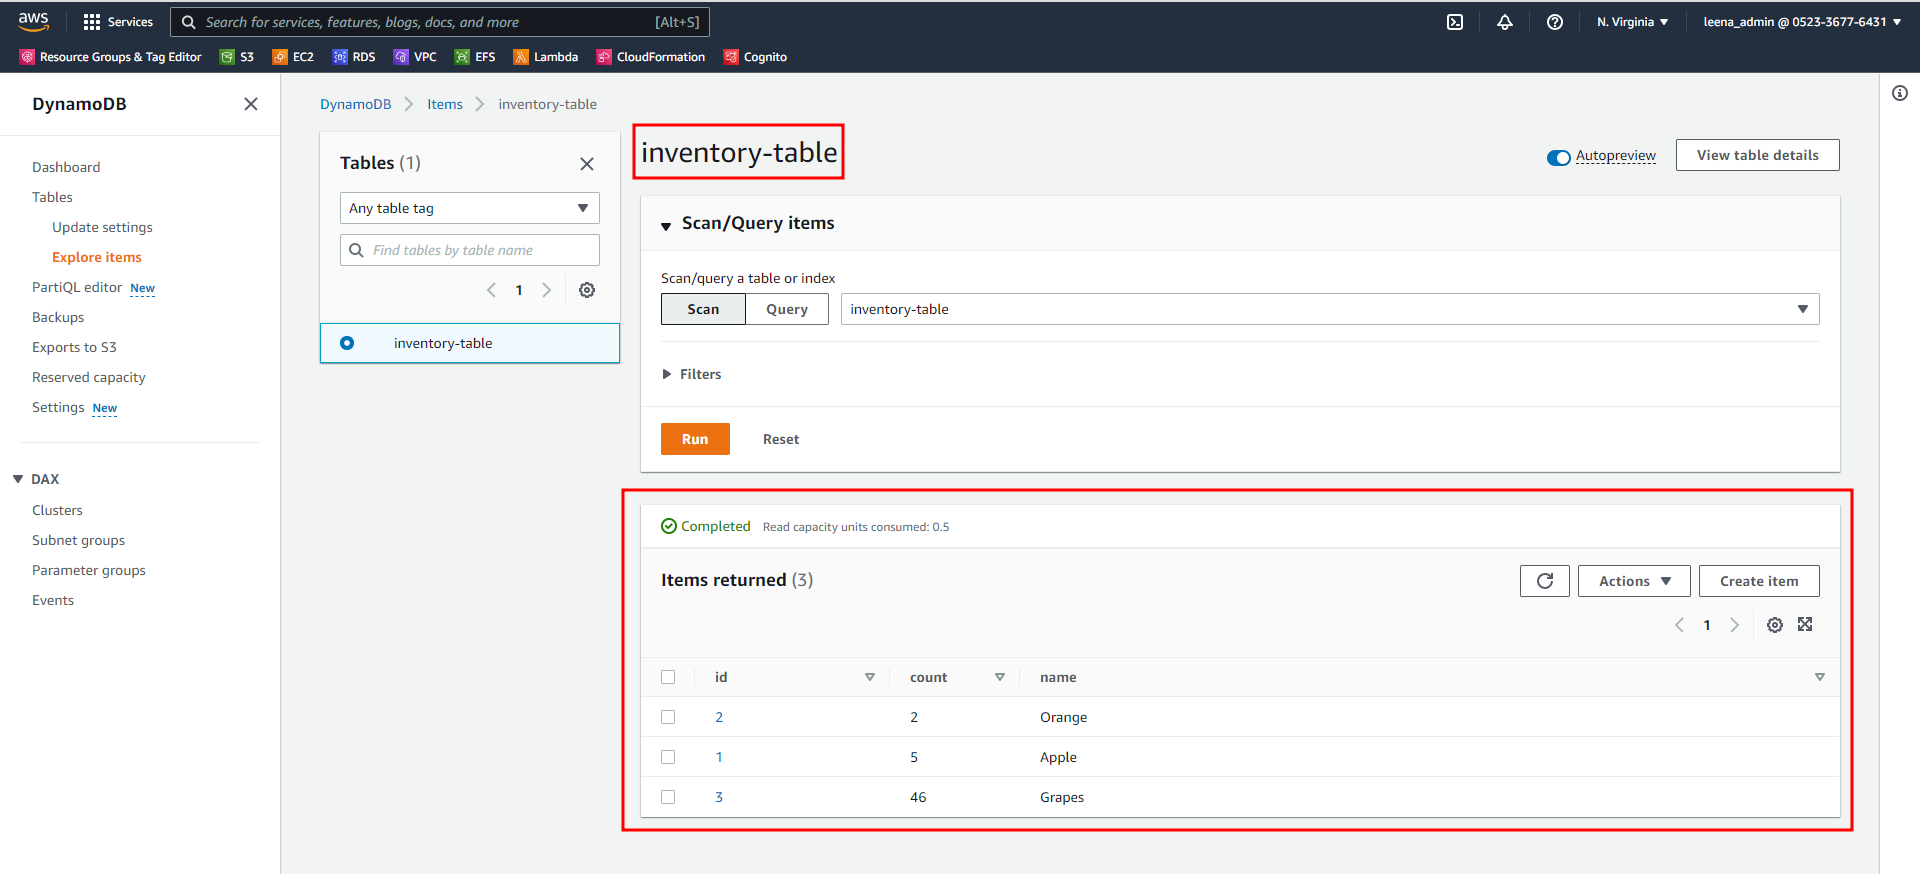 aws
Services
Search for services, features, blogs, docs, and more
[Alt+S]
N. Virginia
leena_admin @ 0523-3677-6431
Resource Groups & Tag Editor
S3
EC2
RDS
VPC
EFS
Lambda
CloudFormation
Cognito
DynamoDB
Dashboard
Tables
Update settings
Explore items
PartiQL editor New
Backups
Exports to S3
Reserved capacity
Settings New
DAX
Clusters
Subnet groups
Parameter groups
Events
DynamoDB
Items
inventory-table
Tables (1)
Any table tag
Find tables by table name
1
inventory-table
inventory-table
Autopreview
View table details
Scan/Query items
Scan/query a table or index
Scan
Query
inventory-table
Filters
Run
Reset
Completed
Read capacity units consumed: 0.5
Items returned (3)
Actions
Create item
1
id count name
2 2 Orange
1 5 Apple
3 46 Grapes